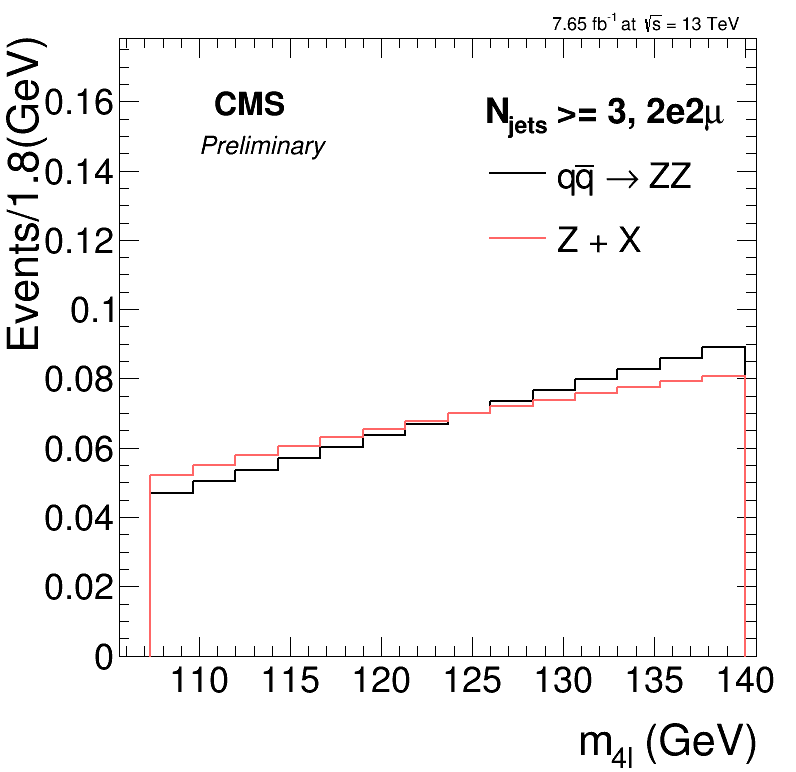 7.65 fb⁻¹ at √s = 13 TeV
Events/1.8(GeV)
CMS
Preliminary
N_jets >= 3, 2e2μ
qq̅ → ZZ
Z + X
0.16
0.14
0.12
0.1
0.08
0.06
0.04
0.02
0
110 115 120 125 130 135 140
m_4l (GeV)